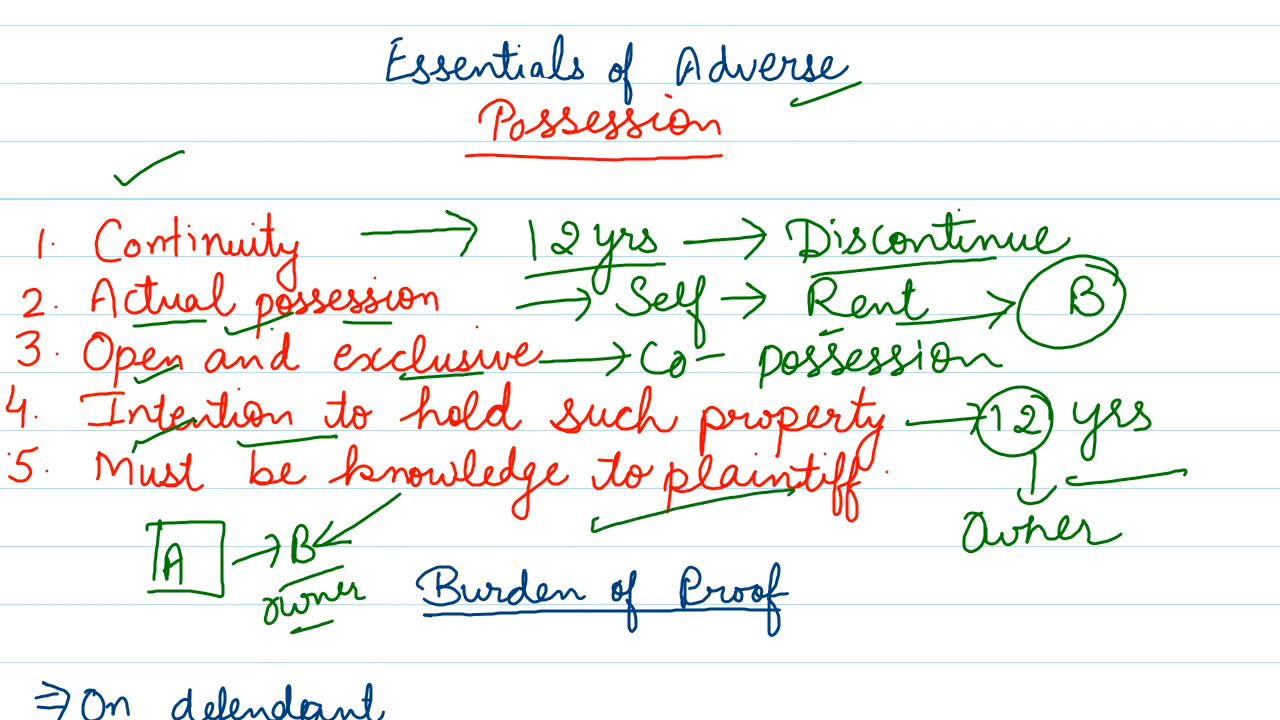 Essentials of Adverse
Possession
1. Continuity → 12 yrs → Discontinue
2. Actual possession → Self → Rent → B
3. Open and exclusive → Co- possession
4. Intention to hold such property → 12 yrs
5. Must be knowledge to plaintiff.
Owner
A → B
owner
Burden of Proof
⇒ On defendant